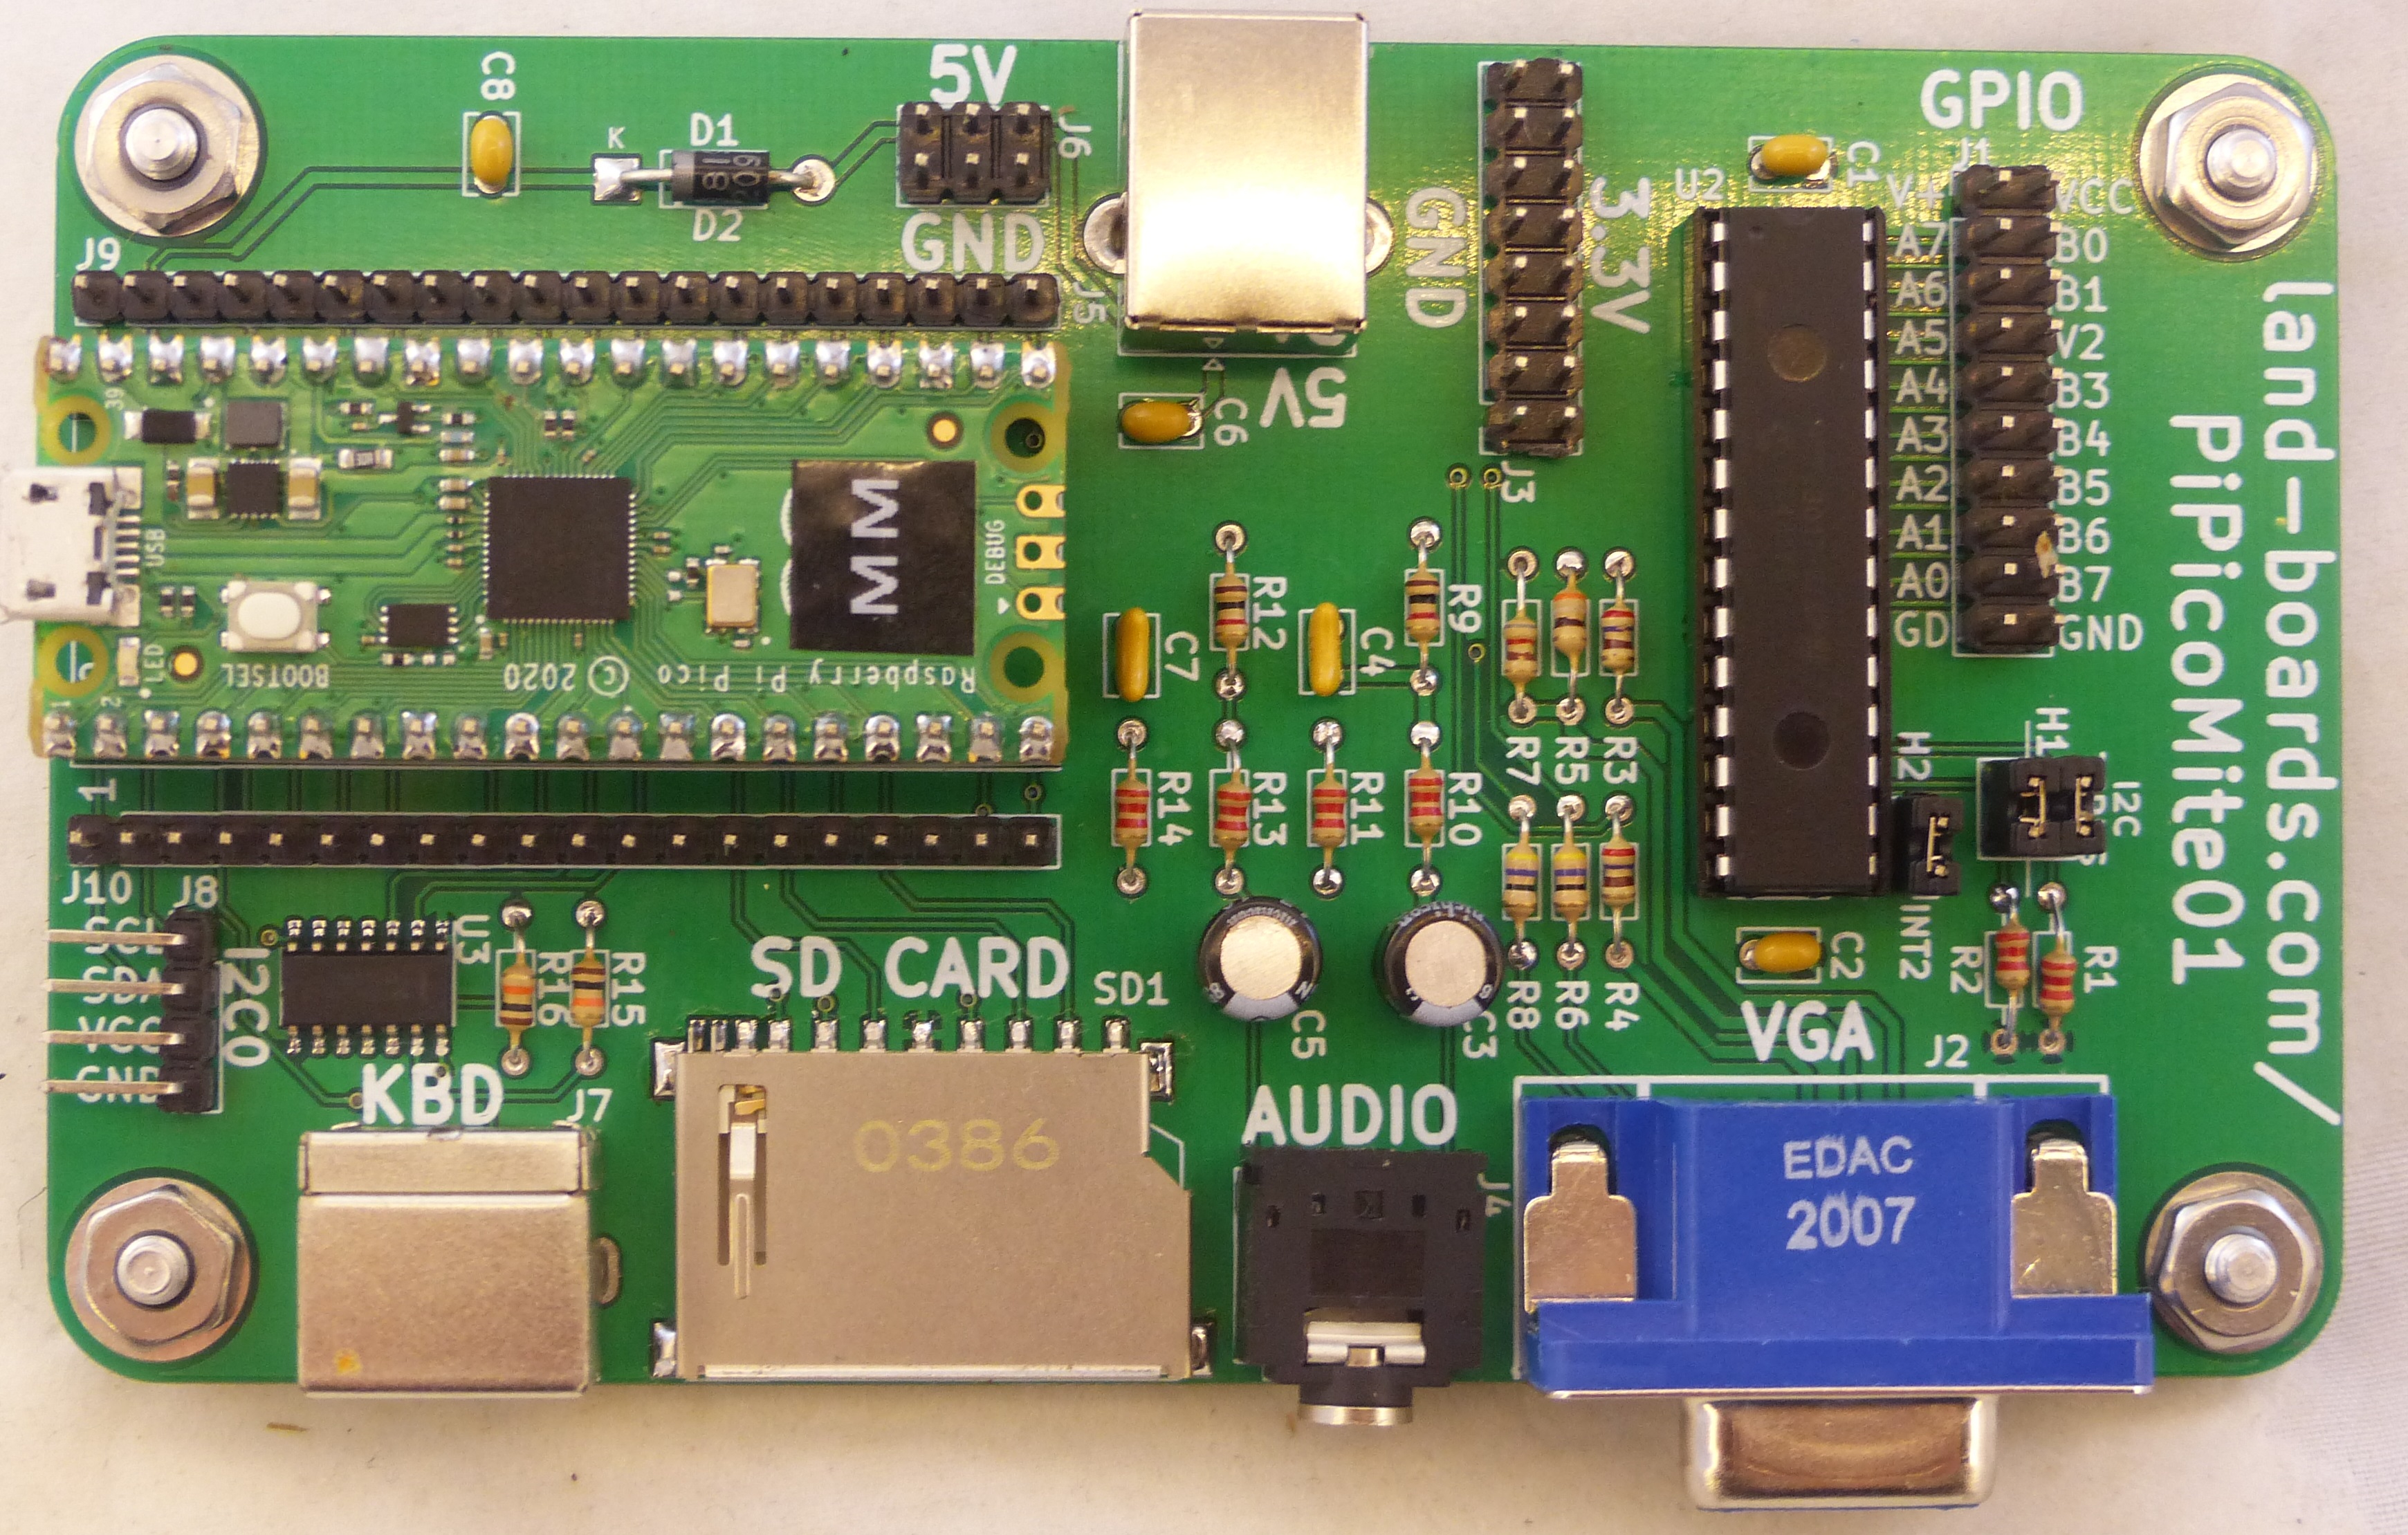 C8
5V
J6
K
D1
81
09
D2
GND
J9
J5
5V
C6
GND
3.3V
J3
U2
C1
GPIO
J1
V+ VCC
A7 B0
A6 B1
A5 V2
A4 B3
A3 B4
A2 B5
A1 B6
A0 B7
GD GND
land-boards.com/
PiPicoMite01
39
USB
DEBUG
MM
LED
BOOTSEL
© 2020
Raspberry Pi Pico
1
2
1
C7
R12
C4
R9
R7
R5
R3
R14
R13
R11
R10
R8
R6
R4
H2
H1
I2C
INT2
R2
R1
C2
J10
J8
SCL
SDA
VCC
GND
I2C0
U3
R16
R15
KBD
J7
SD CARD
SD1
0386
C5
C3
AUDIO
J4
VGA
J2
EDAC
2007